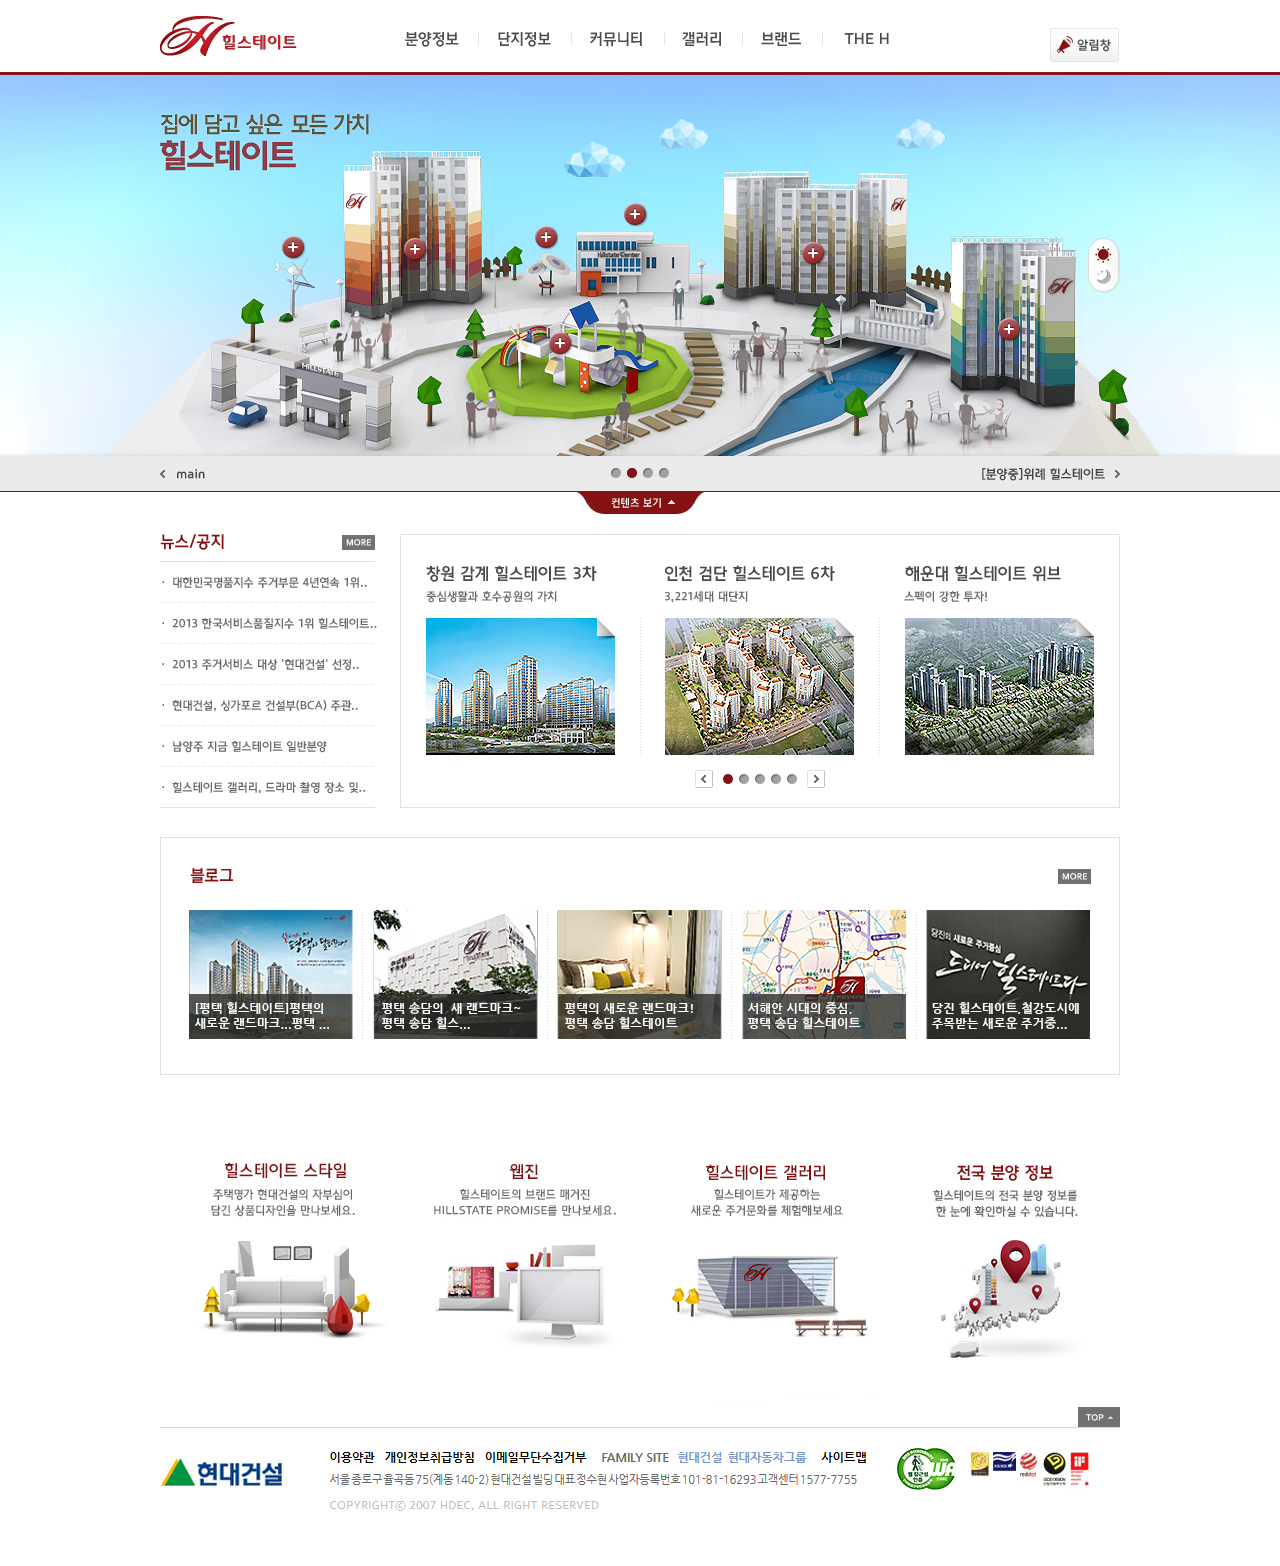 힐스테이트
분양정보 단지정보 커뮤니티 갤러리 브랜드 THE H
알림창
집에 담고 싶은 모든 가치
힐스테이트
Hillstate Center
HILLSTATE
main
[분양중]위례 힐스테이트
컨텐츠 보기
뉴스/공지
MORE
· 대한민국명품지수 주거부문 4년연속 1위..
· 2013 한국서비스품질지수 1위 힐스테이트..
· 2013 주거서비스 대상 '현대건설' 선정..
· 현대건설, 싱가포르 건설부(BCA) 주관..
· 남양주 지금 힐스테이트 일반분양
· 힐스테이트 갤러리, 드라마 촬영 장소 및..
창원 감계 힐스테이트 3차
중심생활과 호수공원의 가치
인천 검단 힐스테이트 6차
3,221세대 대단지
해운대 힐스테이트 위브
스펙이 강한 투자!
블로그
MORE
[평택 힐스테이트]평택의
새로운 랜드마크...평택 ...
평택 송담의 새 랜드마크~
평택 송담 힐스...
평택의 새로운 랜드마크!
평택 송담 힐스테이트
서해안 시대의 중심,
평택 송담 힐스테이트
당진의 새로운 주거중심
드디어 힐스테이트다
당진 힐스테이트,철강도시에
주목받는 새로운 주거중...
힐스테이트 스타일
주택명가 현대건설의 자부심이
담긴 상품디자인을 만나보세요.
웹진
힐스테이트의 브랜드 매거진
HILLSTATE PROMISE를 만나보세요.
힐스테이트 갤러리
힐스테이트가 제공하는
새로운 주거문화를 체험해보세요
전국 분양 정보
힐스테이트의 전국 분양 정보를
한 눈에 확인하실 수 있습니다.
TOP
현대건설
이용약관 개인정보취급방침 이메일무단수집거부 FAMILY SITE 현대건설 현대자동차그룹 사이트맵
서울 종로구 율곡동 75 (계동 140-2) 현대건설빌딩 대표 정수현 사업자등록번호 101-81-16293 고객센터 1577-7755
COPYRIGHTⓒ 2007 HDEC, ALL RIGHT RESERVED